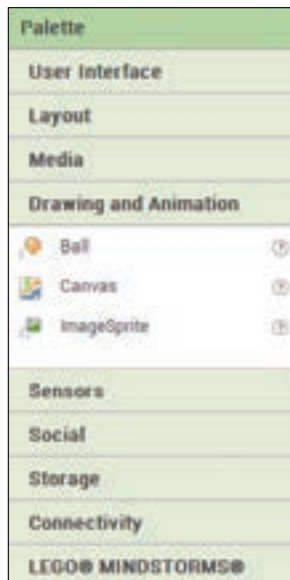 Palette
User Interface
Layout
Media
Drawing and Animation
Ball
Canvas
ImageSprite
Sensors
Social
Storage
Connectivity
LEGO® MINDSTORMS®